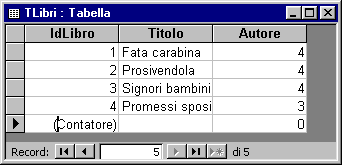 TLibri : Tabella
IdLibro Titolo Autore
1 Fata carabina 4
2 Prosivendola 4
3 Signori bambini 4
4 Promessi sposi 3
(Contatore) 0
Record: 5 di 5